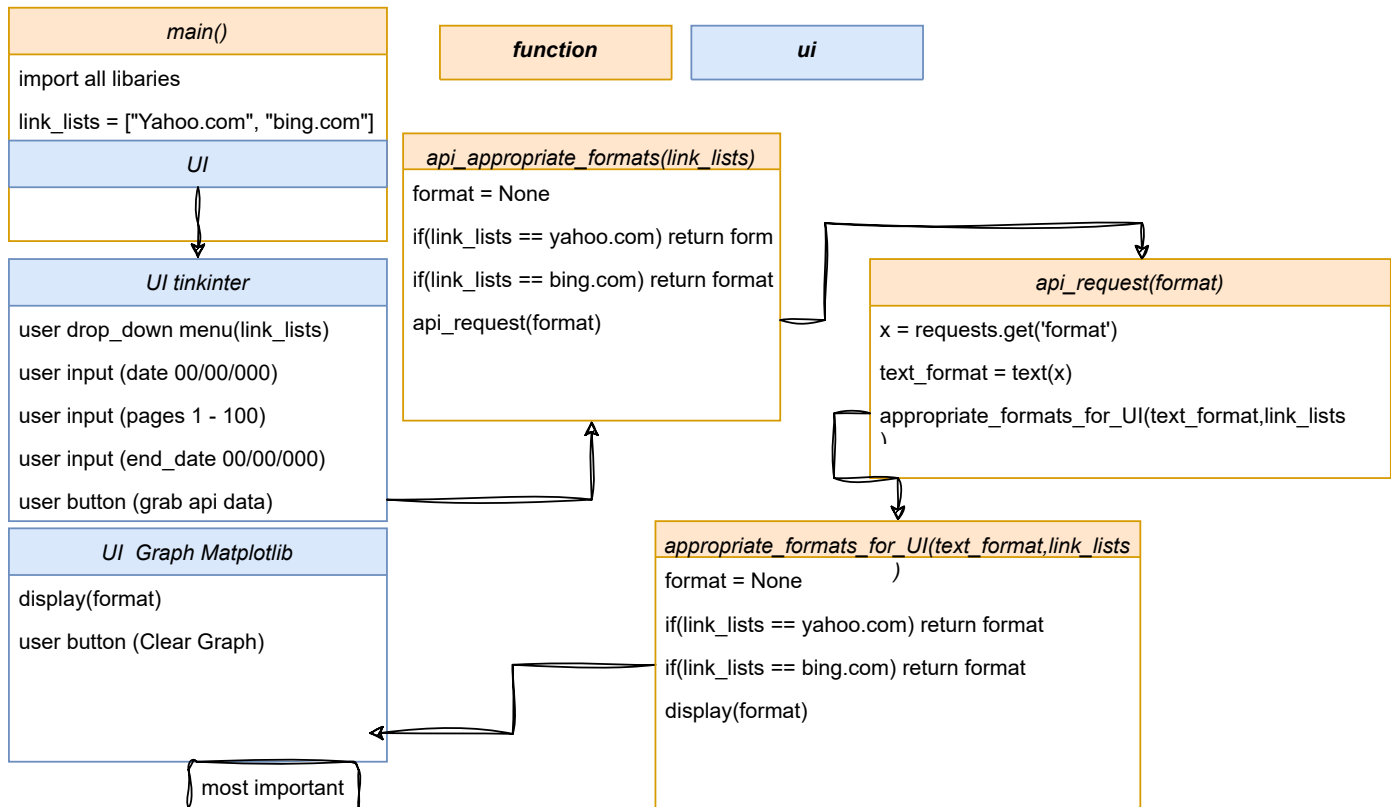 main()
import all libaries
link_lists = ["Yahoo.com", "bing.com"]
UI
function
ui
api_appropriate_formats(link_lists)
format = None
if(link_lists == yahoo.com) return form
if(link_lists == bing.com) return format
api_request(format)
api_request(format)
x = requests.get('format')
text_format = text(x)
appropriate_formats_for_UI(text_format,link_lists
)
UI tinkinter
user drop_down menu(link_lists)
user input (date 00/00/000)
user input (pages 1 - 100)
user input (end_date 00/00/000)
user button (grab api data)
UI  Graph Matplotlib
display(format)
user button (Clear Graph)
appropriate_formats_for_UI(text_format,link_lists
)
format = None
if(link_lists == yahoo.com) return format
if(link_lists == bing.com) return format
display(format)
most important